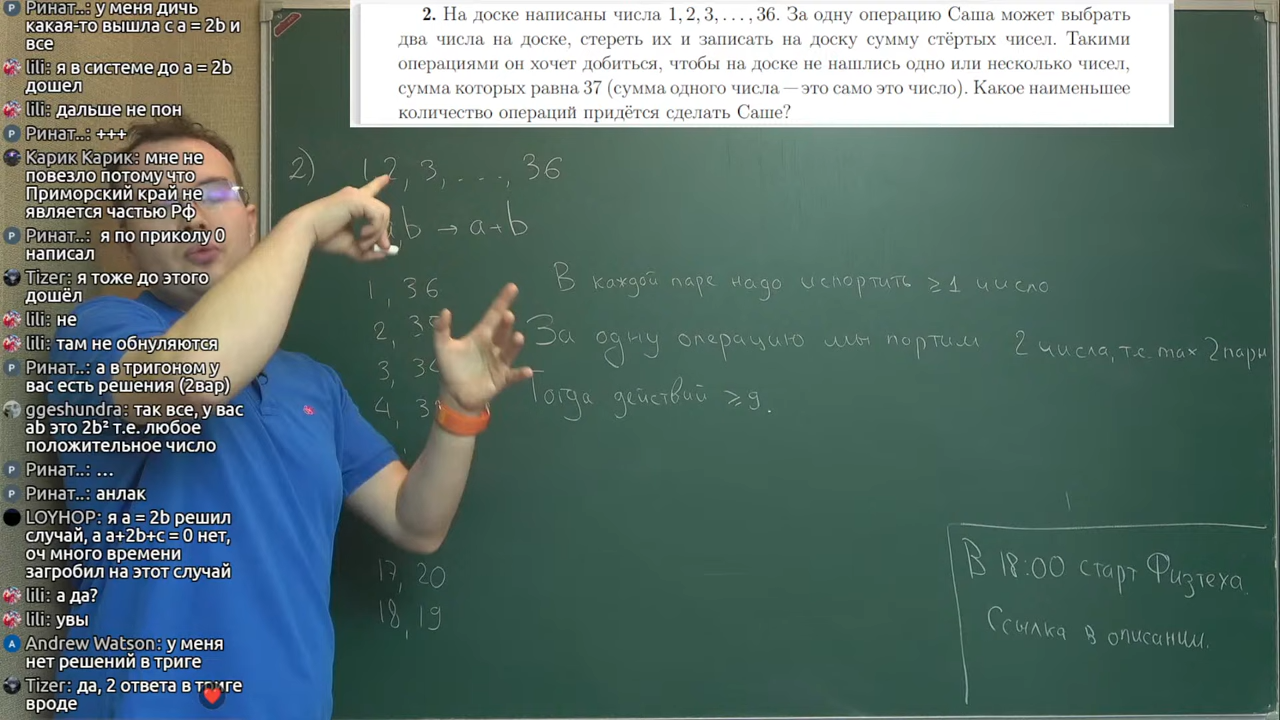 Ринат..: у меня дичь
какая-то вышла с a = 2b и
все
lili: я в системе до a = 2b
дошел
lili: дальше не пон
Ринат..: +++
Карик Карик: мне не
повезло потому что
Приморский край не
является частью Рф
Ринат..: я по приколу 0
написал
Tizer: я тоже до этого
дошёл
lili: не
lili: там не обнуляются
Ринат..: а в тригоном у
вас есть решения (2вар)
ggeshundra: так все, у вас
ab это 2b² т.е. любое
положительное число
Ринат..: ...
Ринат..: анлак
LOYHOP: я a = 2b решил
случай, а a+2b+c = 0 нет,
оч много времени
загробил на этот случай
lili: а да?
lili: увы
Andrew Watson: у меня
нет решений в триге
Tizer: да, 2 ответа в триге
вроде
2. На доске написаны числа 1, 2, 3, . . . , 36. За одну операцию Саша может выбрать
два числа на доске, стереть их и записать на доску сумму стёртых чисел. Такими
операциями он хочет добиться, чтобы на доске не нашлись одно или несколько чисел,
сумма которых равна 37 (сумма одного числа — это само это число). Какое наименьшее
количество операций придётся сделать Саше?
2) 1 2, 3, . . . , 36
b → a+b
1, 36
2, 3
3, 3
4, 3
17, 20
18, 19
В каждой паре надо испортить ≥1 число
За одну операцию мы портим 2 числа, т.е. max 2 пары
Тогда действий ≥9.
В 18:00 старт Физтеха.
Ссылка в описании.